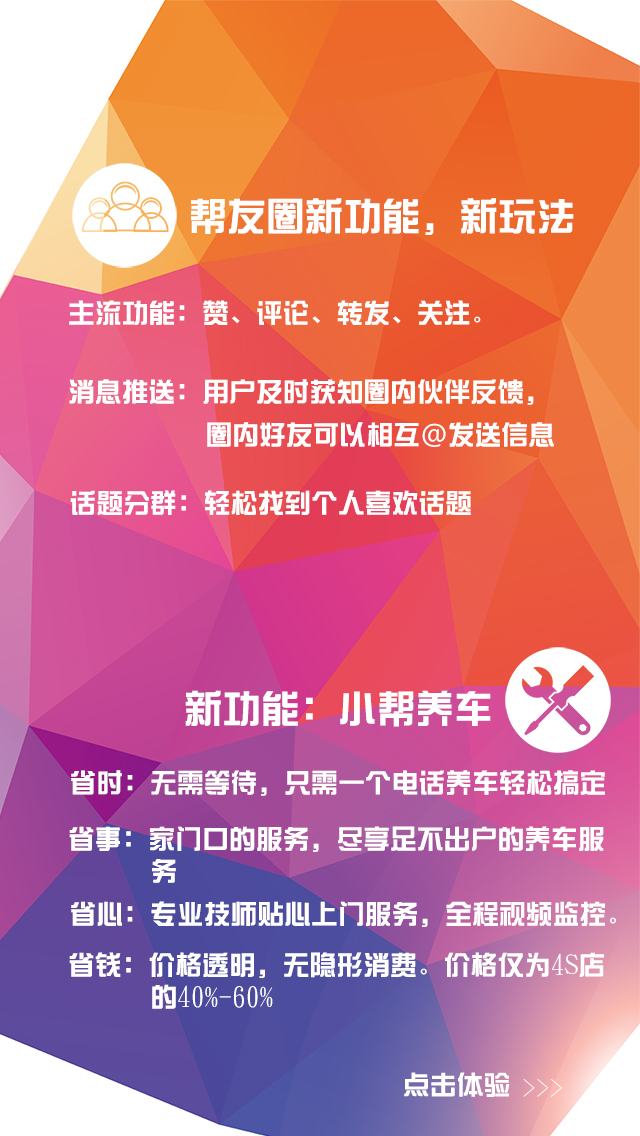 帮友圈新功能，新玩法
主流功能：赞、评论、转发、关注。
消息推送：用户及时获知圈内伙伴反馈，
圈内好友可以相互@发送信息
话题分群：轻松找到个人喜欢话题
新功能：小帮养车
省时：无需等待，只需一个电话养车轻松搞定
省事：家门口的服务，尽享足不出户的养车服
务
省心：专业技师贴心上门服务，全程视频监控。
省钱：价格透明，无隐形消费。价格仅为4S店
的40%-60%
点击体验 >>>